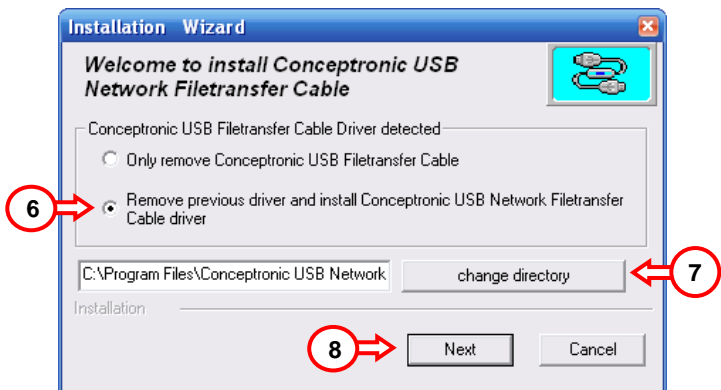 Installation Wizard
Welcome to install Conceptronic USB
Network Filetransfer Cable
Conceptronic USB Filetransfer Cable Driver detected
Only remove Conceptronic USB Filetransfer Cable
6
Remove previous driver and install Conceptronic USB Network Filetransfer
Cable driver
C:\Program Files\Conceptronic USB Network
change directory
7
Installation
8
Next
Cancel